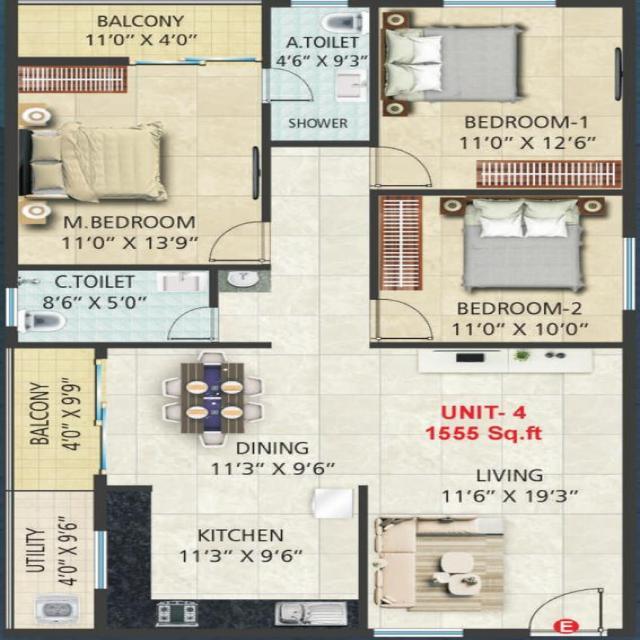 BALCONY
11'0" X 4'0"
A.TOILET
4'6" X 9'3"
SHOWER
BEDROOM-1
11'0" X 12'6"
M.BEDROOM
11'0" X 13'9"
C.TOILET
8'6" X 5'0"
BEDROOM-2
11'0" X 10'0"
BALCONY
4'0" X 9'9"
UNIT- 4
1555 Sq.ft
DINING
11'3" X 9'6"
LIVING
11'6" X 19'3"
UTILITY
4'0" X 9'6"
KITCHEN
11'3" X 9'6"
E